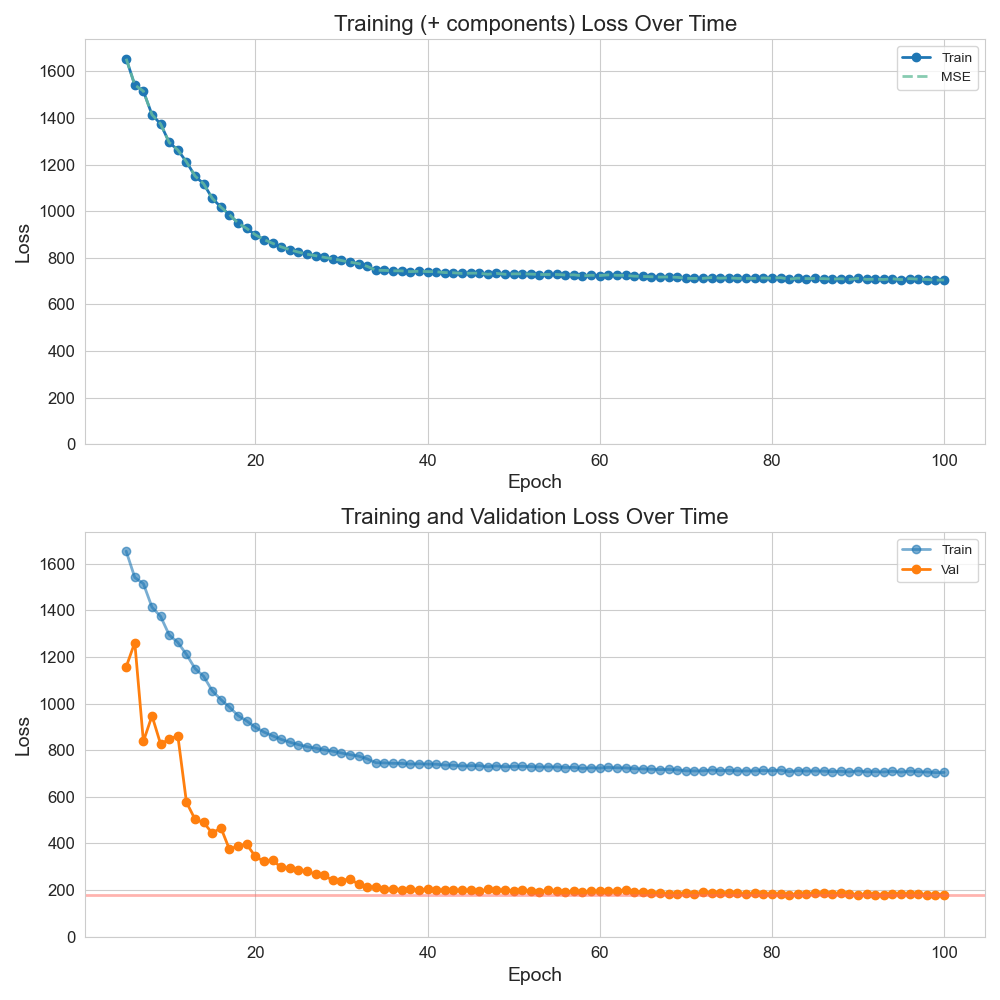 Training (+ components) Loss Over Time
Train
MSE
1600
1400
1200
1000
800
600
400
200
0
Loss
20 40 60 80 100
Epoch
Training and Validation Loss Over Time
Train
Val
1600
1400
1200
1000
800
600
400
200
0
Loss
20 40 60 80 100
Epoch